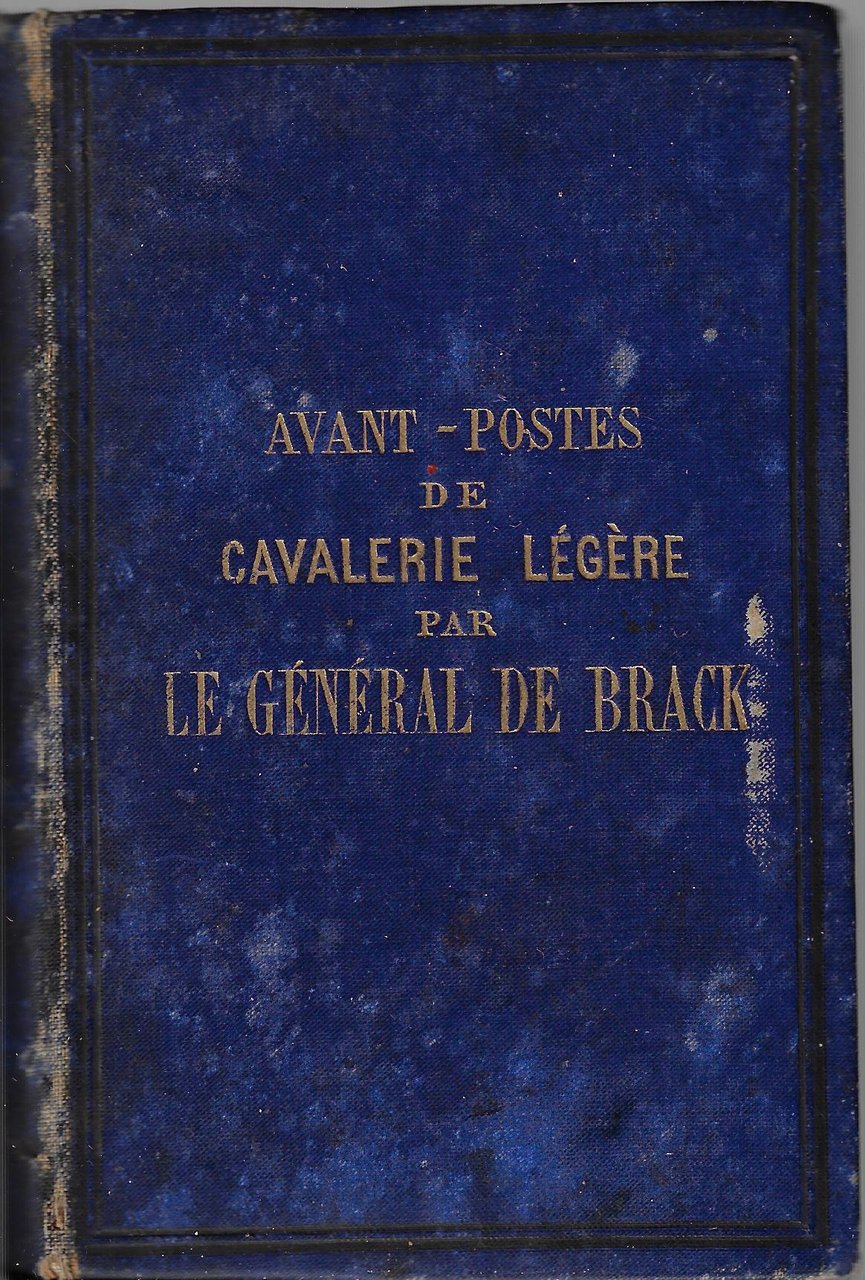 AVANT-POSTES
DE
CAVALERIE LÉGÈRE
PAR
LE GÉNÉRAL DE BRACK